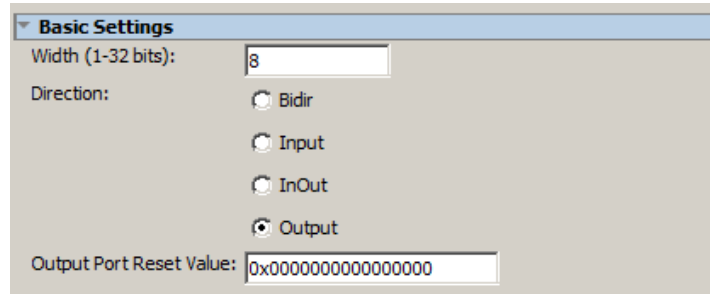 Basic Settings
Width (1-32 bits): 8
Direction: Bidir
Input
InOut
Output
Output Port Reset Value: 0x0000000000000000